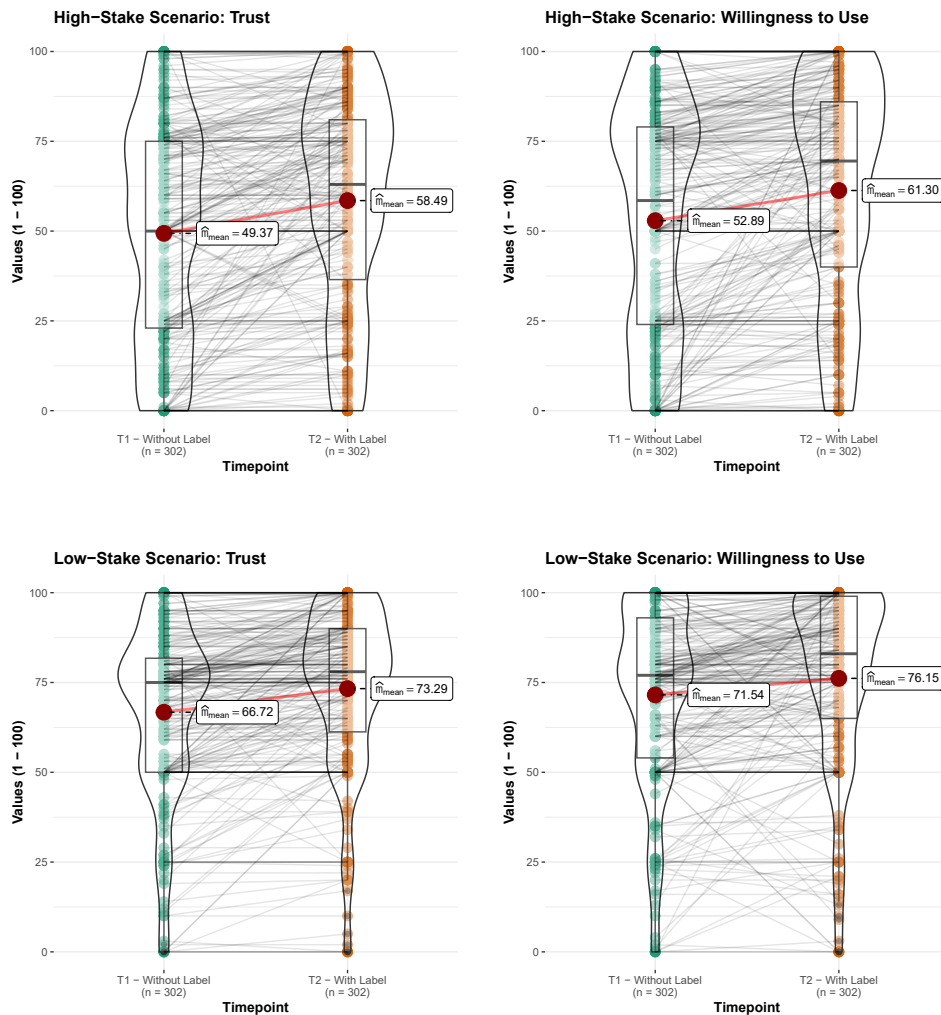 High−Stake Scenario: Trust
100
75
50
25
0
Values (1 − 100)
m̂mean = 49.37
m̂mean = 58.49
T1 − Without Label
(n = 302)
T2 − With Label
(n = 302)
Timepoint
High−Stake Scenario: Willingness to Use
100
75
50
25
0
Values (1 − 100)
m̂mean = 52.89
m̂mean = 61.30
T1 − Without Label
(n = 302)
T2 − With Label
(n = 302)
Timepoint
Low−Stake Scenario: Trust
100
75
50
25
0
Values (1 − 100)
m̂mean = 66.72
m̂mean = 73.29
T1 − Without Label
(n = 302)
T2 − With Label
(n = 302)
Timepoint
Low−Stake Scenario: Willingness to Use
100
75
50
25
0
Values (1 − 100)
m̂mean = 71.54
m̂mean = 76.15
T1 − Without Label
(n = 302)
T2 − With Label
(n = 302)
Timepoint